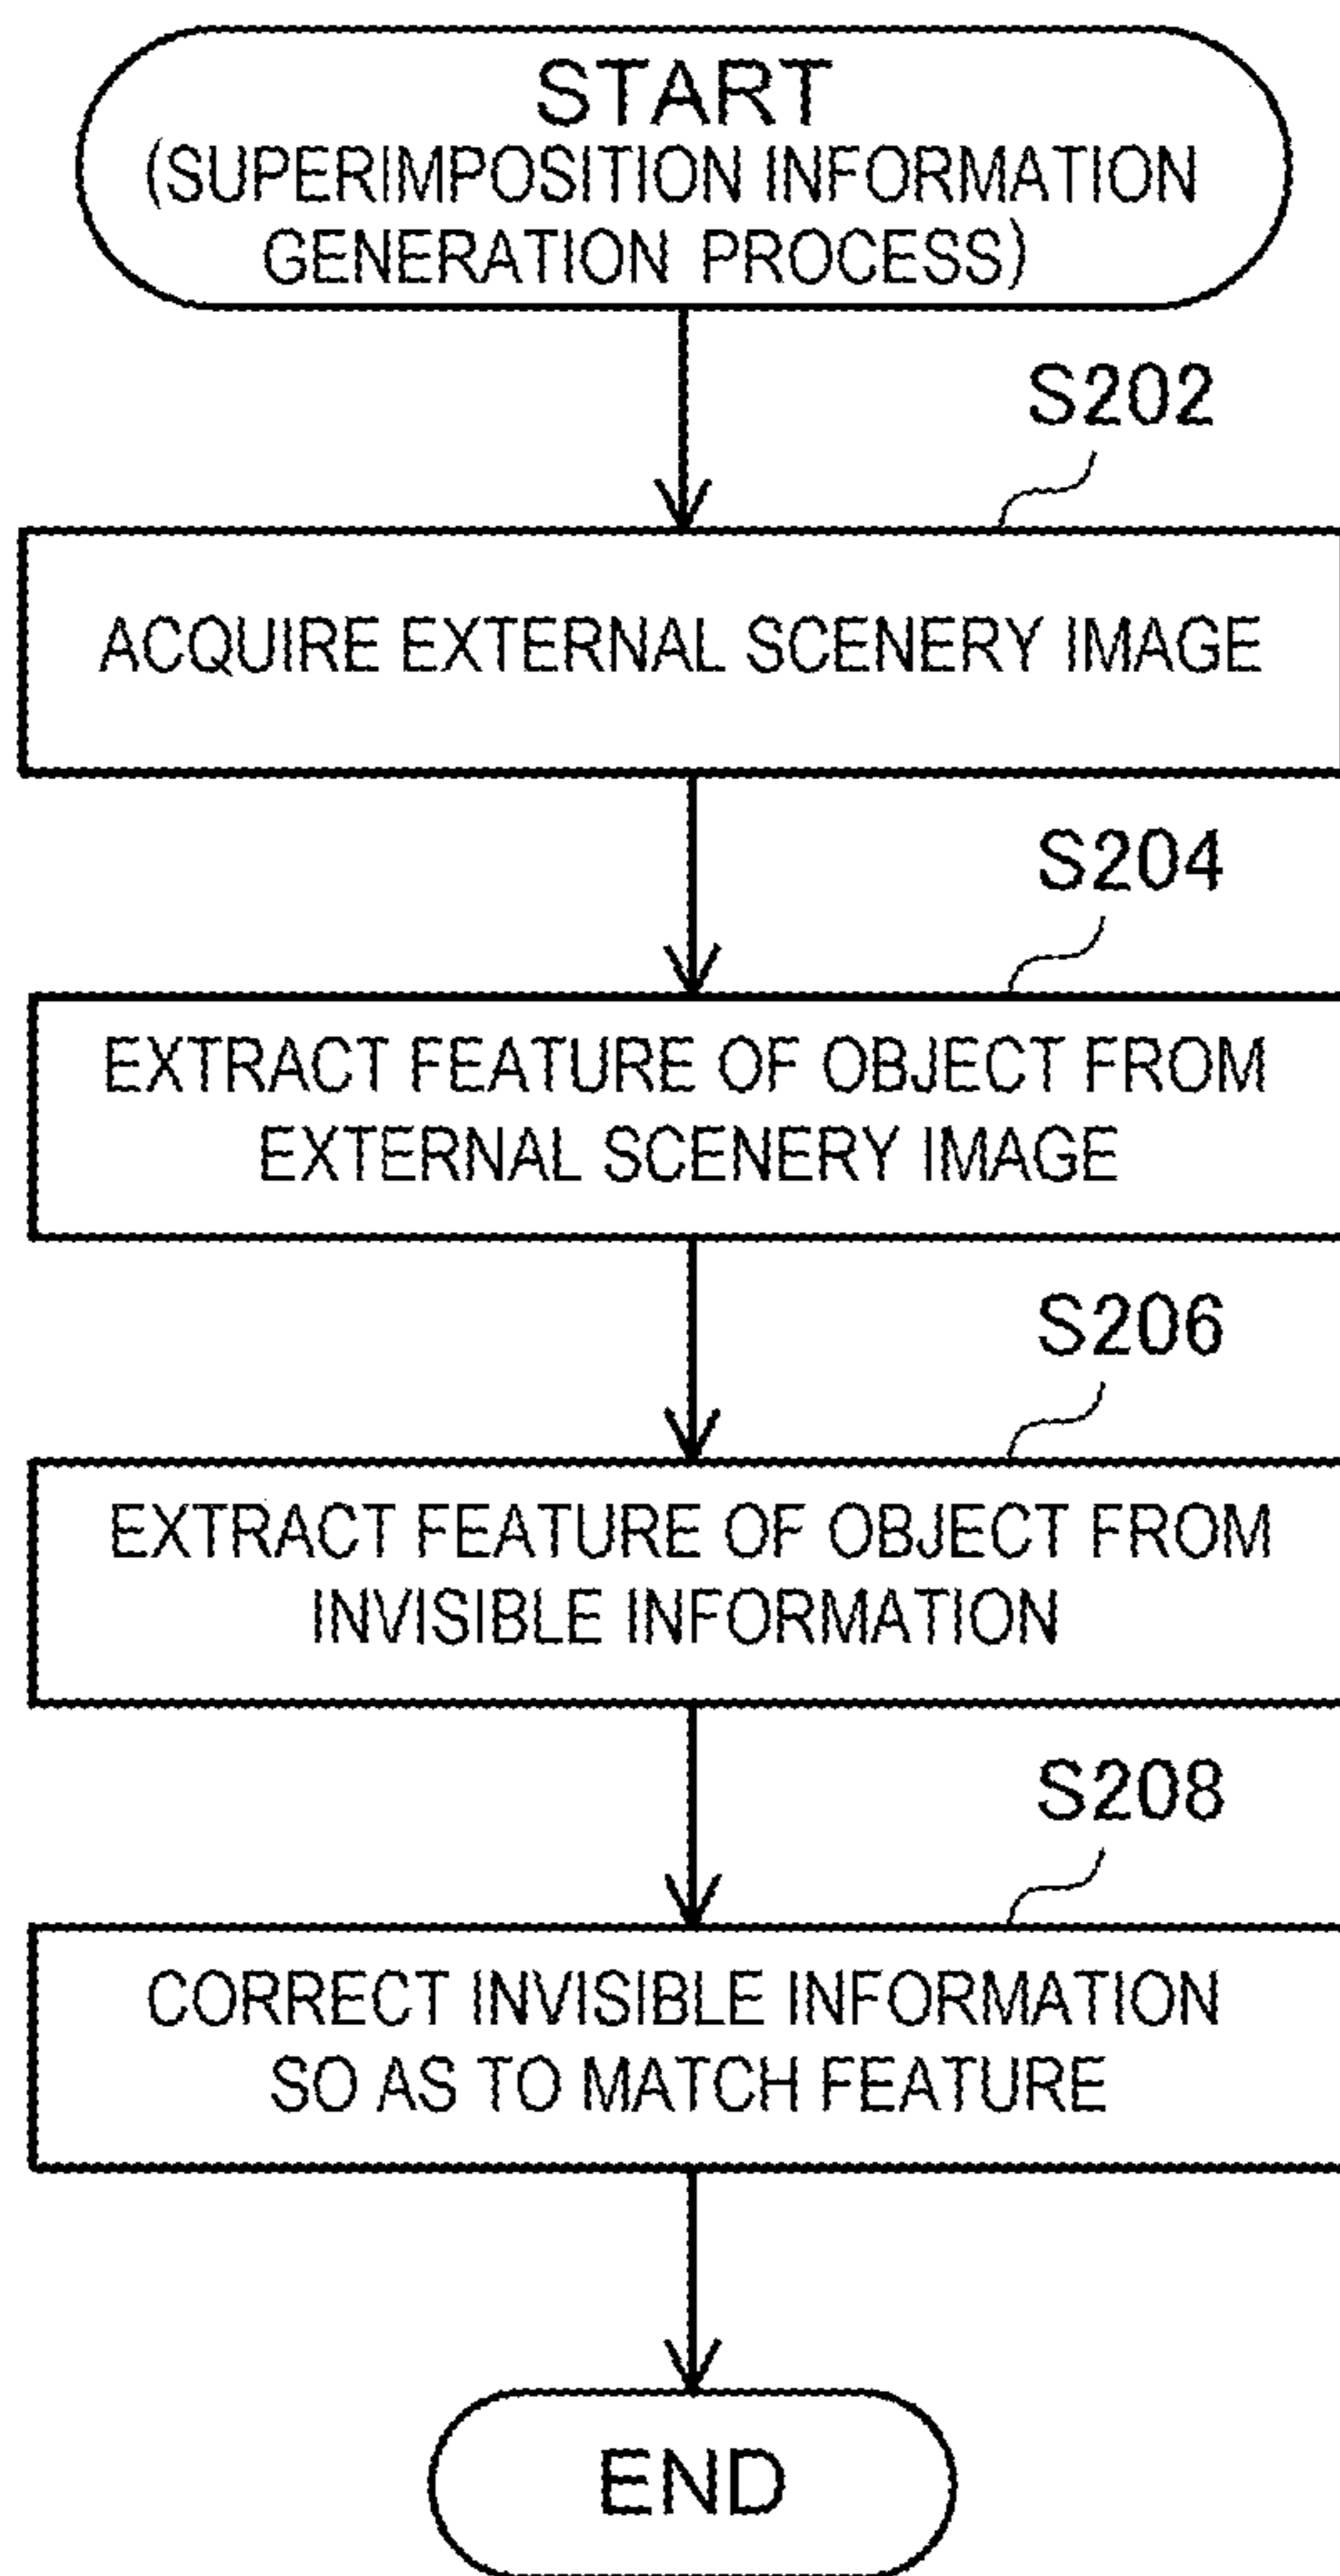 START
(SUPERIMPOSITION INFORMATION
GENERATION PROCESS)
S202
ACQUIRE EXTERNAL SCENERY IMAGE
S204
EXTRACT FEATURE OF OBJECT FROM
EXTERNAL SCENERY IMAGE
S206
EXTRACT FEATURE OF OBJECT FROM
INVISIBLE INFORMATION
S208
CORRECT INVISIBLE INFORMATION
SO AS TO MATCH FEATURE
END